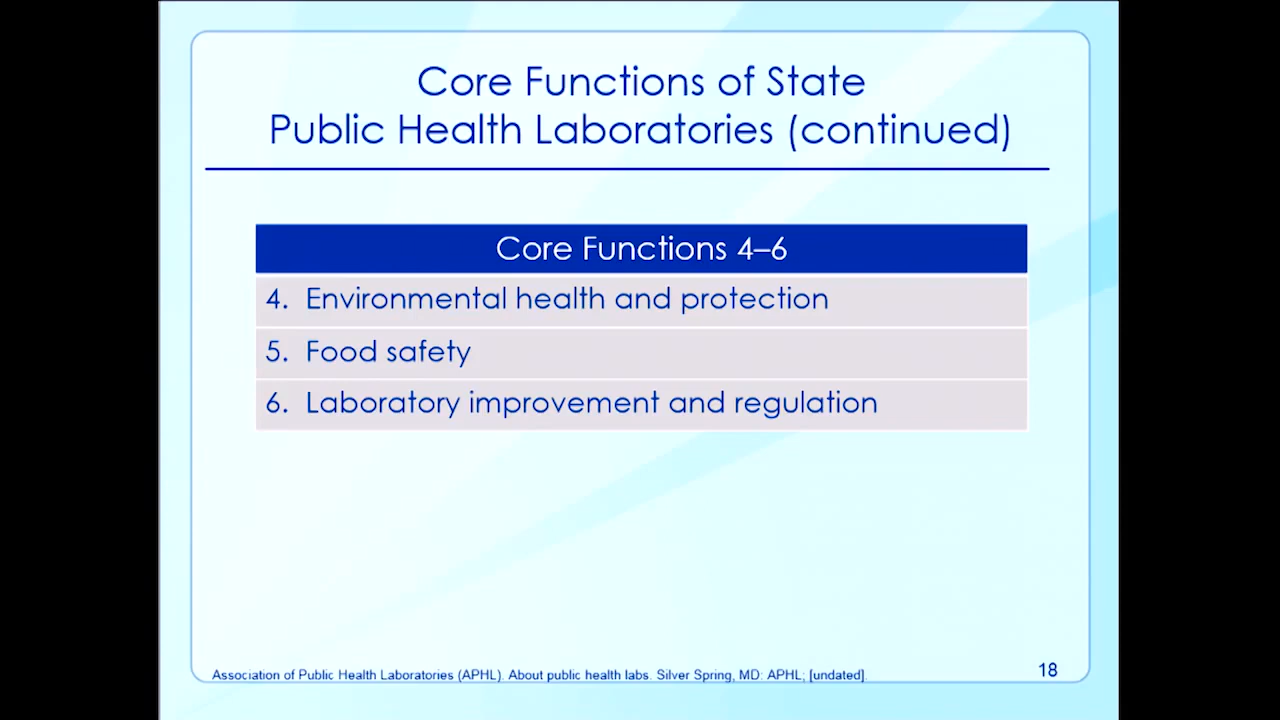 Core Functions of State
Public Health Laboratories (continued)
Core Functions 4–6
4. Environmental health and protection
5. Food safety
6. Laboratory improvement and regulation
Association of Public Health Laboratories (APHL). About public health labs. Silver Spring, MD: APHL; [undated].
18